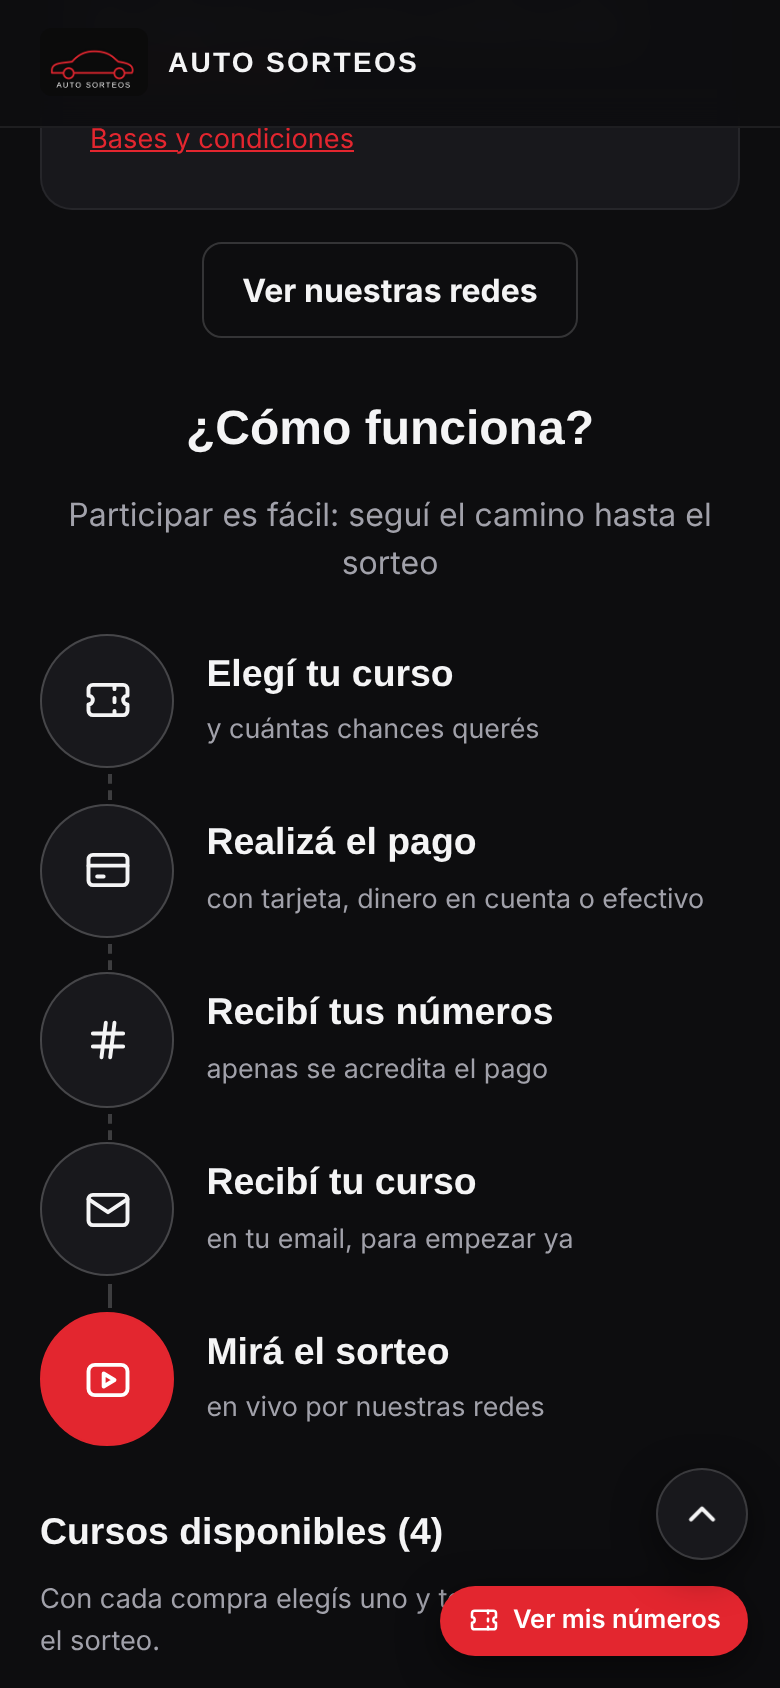 AUTO SORTEOS
AUTO SORTEOS
Bases y condiciones
Ver nuestras redes
¿Cómo funciona?
Participar es fácil: seguí el camino hasta el
sorteo
Elegí tu curso
y cuántas chances querés
Realizá el pago
con tarjeta, dinero en cuenta o efectivo
Recibí tus números
apenas se acredita el pago
Recibí tu curso
en tu email, para empezar ya
Mirá el sorteo
en vivo por nuestras redes
Cursos disponibles (4)
Con cada compra elegís uno y
el sorteo.
Ver mis números